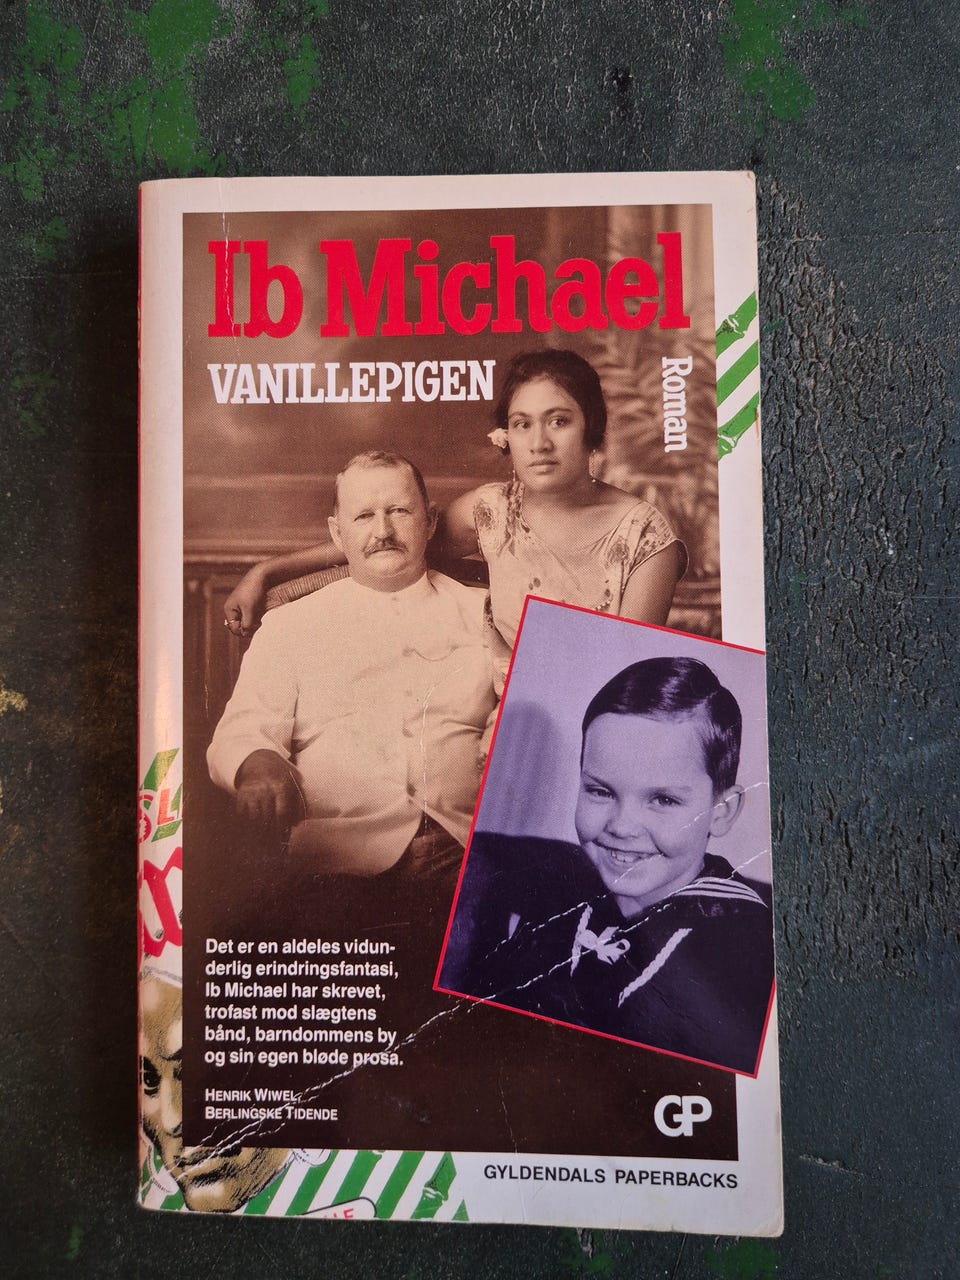 Ib Michael
VANILLEPIGEN
Roman
Det er en aldeles vidun-
derlig erindringsfantasi,
Ib Michael har skrevet,
trofast mod slægtens
bånd, barndommens by
og sin egen bløde prosa.
HENRIK WIWEL
BERLINGSKE TIDENDE
GP
GYLDENDALS PAPERBACKS